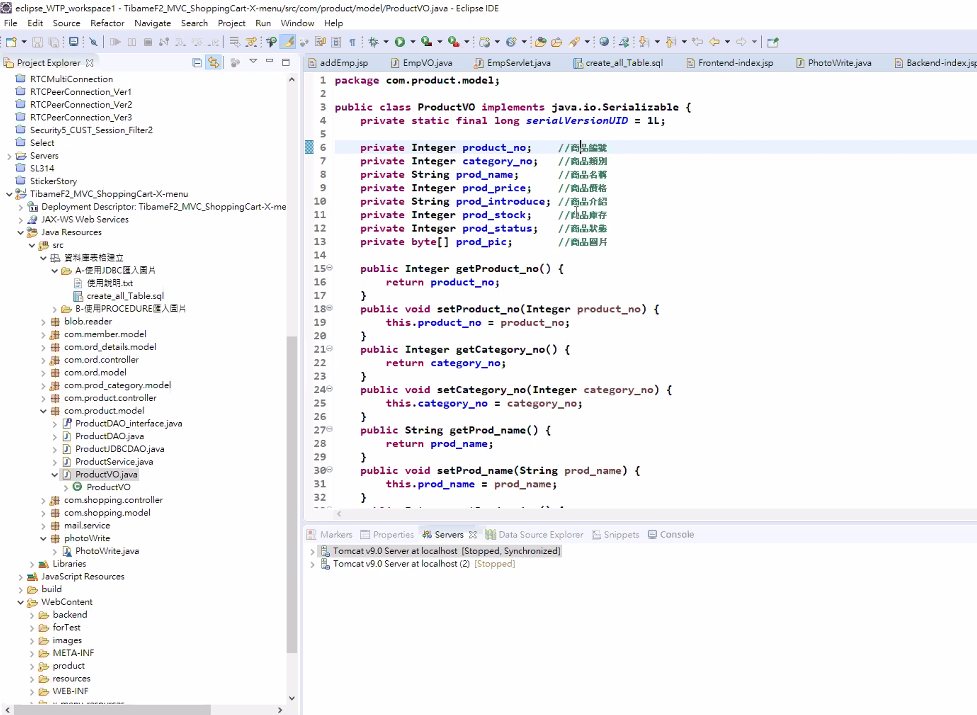 eclipse_WTP_workspace1 - TibameF2_MVC_ShoppingCart-X-menu/src/com/product/model/ProductVO.java - Eclipse IDE
File Edit Source Refactor Navigate Search Project Run Window Help
Project Explorer
RTCMultiConnection
RTCPeerConnection_Ver1
RTCPeerConnection_Ver2
RTCPeerConnection_Ver3
Security5_CUST_Session_Filter2
Select
Servers
SL314
StickerStory
TibameF2_MVC_ShoppingCart-X-menu
Deployment Descriptor: TibameF2_MVC_ShoppingCart-X-me
JAX-WS Web Services
Java Resources
src
資料庫表格建立
A-使用JDBC匯入圖片
使用說明.txt
create_all_Table.sql
B-使用PROCEDURE匯入圖片
blob.reader
com.member.model
com.ord_details.model
com.ord.controller
com.ord.model
com.prod_category.model
com.product.controller
com.product.model
ProductDAO_interface.java
ProductDAO.java
ProductJDBCDAO.java
ProductService.java
ProductVO.java
ProductVO
com.shopping.controller
com.shopping.model
mail.service
photoWrite
PhotoWrite.java
Libraries
JavaScript Resources
build
WebContent
backend
forTest
images
META-INF
product
resources
WEB-INF
addEmp.jsp EmpVO.java EmpServlet.java create_all_Table.sql Frontend-index.jsp PhotoWrite.java Backend-index.jsp
1 package com.product.model;
2
3 public class ProductVO implements java.io.Serializable {
4 private static final long serialVersionUID = 1L;
5
6 private Integer product_no; //商品編號
7 private Integer category_no; //商品類別
8 private String prod_name; //商品名稱
9 private Integer prod_price; //商品價格
10 private String prod_introduce; //商品介紹
11 private Integer prod_stock; //商品庫存
12 private Integer prod_status; //商品狀態
13 private byte[] prod_pic; //商品圖片
14
15 public Integer getProduct_no() {
16 return product_no;
17 }
18 public void setProduct_no(Integer product_no) {
19 this.product_no = product_no;
20 }
21 public Integer getCategory_no() {
22 return category_no;
23 }
24 public void setCategory_no(Integer category_no) {
25 this.category_no = category_no;
26 }
27 public String getProd_name() {
28 return prod_name;
29 }
30 public void setProd_name(String prod_name) {
31 this.prod_name = prod_name;
32 }
Markers Properties Servers Data Source Explorer Snippets Console
Tomcat v9.0 Server at localhost [Stopped, Synchronized]
Tomcat v9.0 Server at localhost (2) [Stopped]